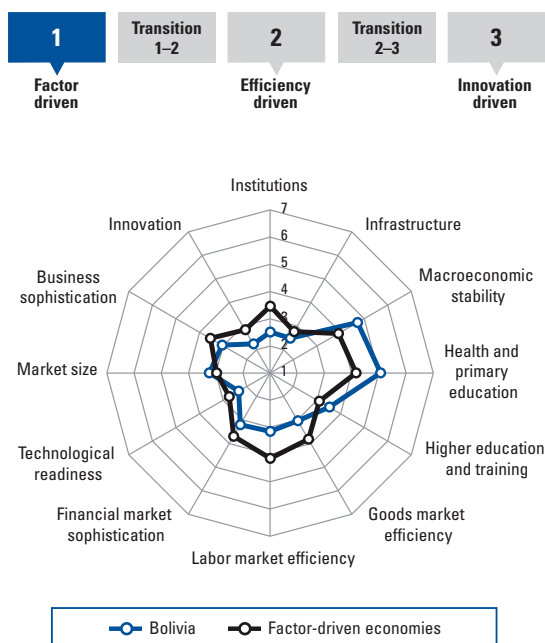 1
Transition
1–2
2
Transition
2–3
3
Factor
driven
Efficiency
driven
Innovation
driven
Institutions
7
6
5
4
3
2
1
Infrastructure
Macroeconomic
stability
Health and
primary
education
Higher education
and training
Goods market
efficiency
Labor market efficiency
Financial market
sophistication
Technological
readiness
Market size
Business
sophistication
Innovation
Bolivia
Factor-driven economies